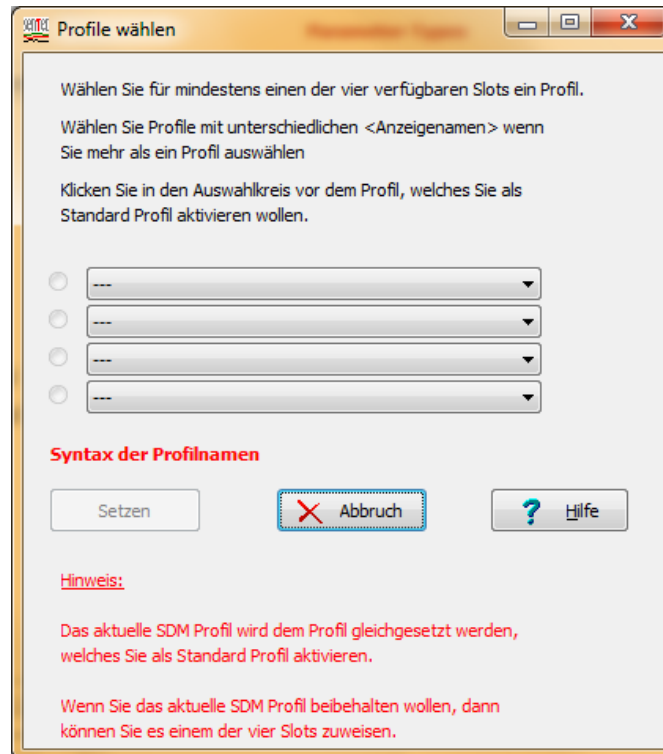 senTec
Profile wählen
Wählen Sie für mindestens einen der vier verfügbaren Slots ein Profil.
Wählen Sie Profile mit unterschiedlichen <Anzeigenamen> wenn
Sie mehr als ein Profil auswählen
Klicken Sie in den Auswahlkreis vor dem Profil, welches Sie als
Standard Profil aktivieren wollen.
---
---
---
---
Syntax der Profilnamen
Setzen
Abbruch
? Hilfe
Hinweis:
Das aktuelle SDM Profil wird dem Profil gleichgesetzt werden,
welches Sie als Standard Profil aktivieren.
Wenn Sie das aktuelle SDM Profil beibehalten wollen, dann
können Sie es einem der vier Slots zuweisen.